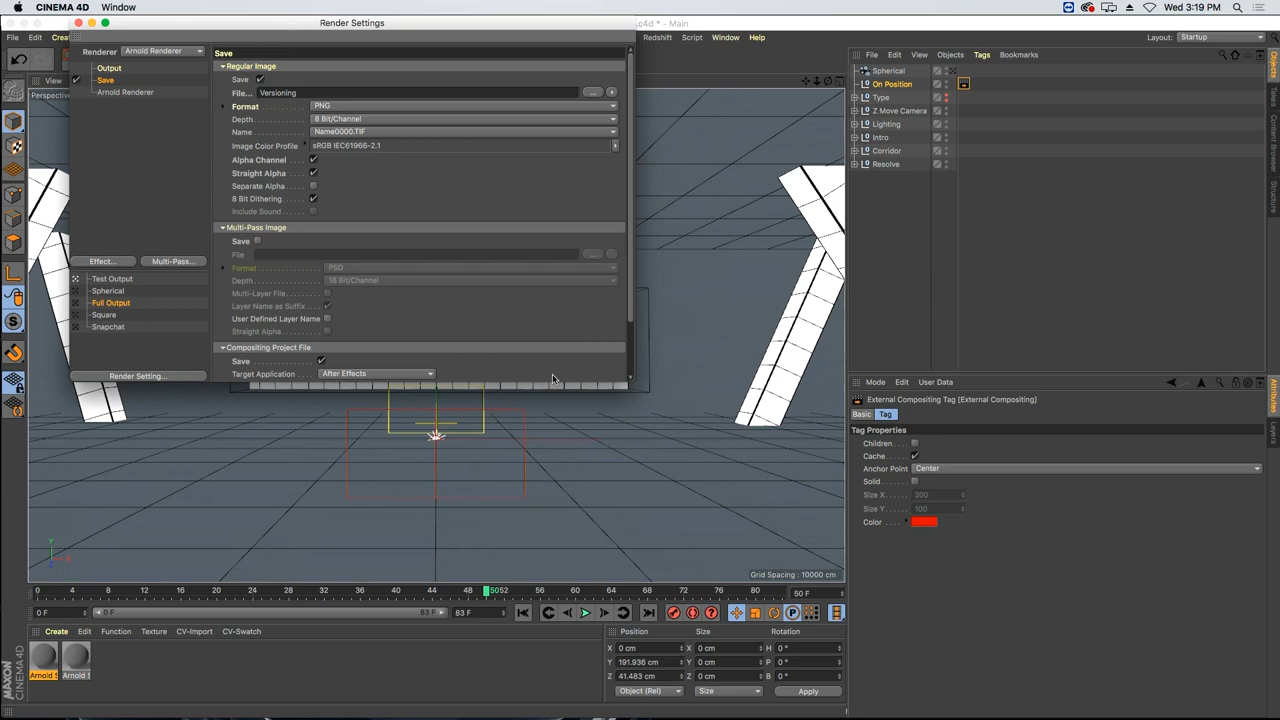 CINEMA 4D Window
Wed 3:19 PM
Render Settings
.c4d * - Main
File Edit Crea
Redshift Script Window Help
Layout: Startup
Renderer Arnold Renderer
Output
Save
Arnold Renderer
Effect... Multi-Pass...
Test Output
Spherical
Full Output
Square
Snapchat
Render Setting...
Save
Regular Image
Save
File... Versioning ...
Format PNG
Depth 8 Bit/Channel
Name Name0000.TIF
Image Color Profile sRGB IEC61966-2.1
Alpha Channel
Straight Alpha
Separate Alpha
8 Bit Dithering
Include Sound
Multi-Pass Image
Save
File ...
Format PSD
Depth 16 Bit/Channel
Multi-Layer File
Layer Name as Suffix
User Defined Layer Name
Straight Alpha
Compositing Project File
Save
Target Application After Effects
View
Perspective
Y
X
Z
Grid Spacing : 10000 cm
File Edit View Objects Tags Bookmarks
Spherical
On Position
Type
Z Move Camera
Lighting
Intro
Corridor
Resolve
Objects
Content Browser
Structure
Mode Edit User Data
External Compositing Tag [External Compositing]
Basic Tag
Tag Properties
Children
Cache
Anchor Point Center
Solid
Size X 200
Size Y 100
Color
Attributes
Layers
0 4 8 12 16 20 24 28 32 36 40 44 48 5052 56 60 64 68 72 76 80 50 F
0 F 0 F 83 F 83 F
Create Edit Function Texture CV-Import CV-Swatch
Arnold S Arnold S
Position Size Rotation
X 0 cm X 0 cm H 0 °
Y 191.936 cm Y 0 cm P 0 °
Z 41.483 cm Z 0 cm B 0 °
Object (Rel) Size Apply
MAXON CINEMA 4D